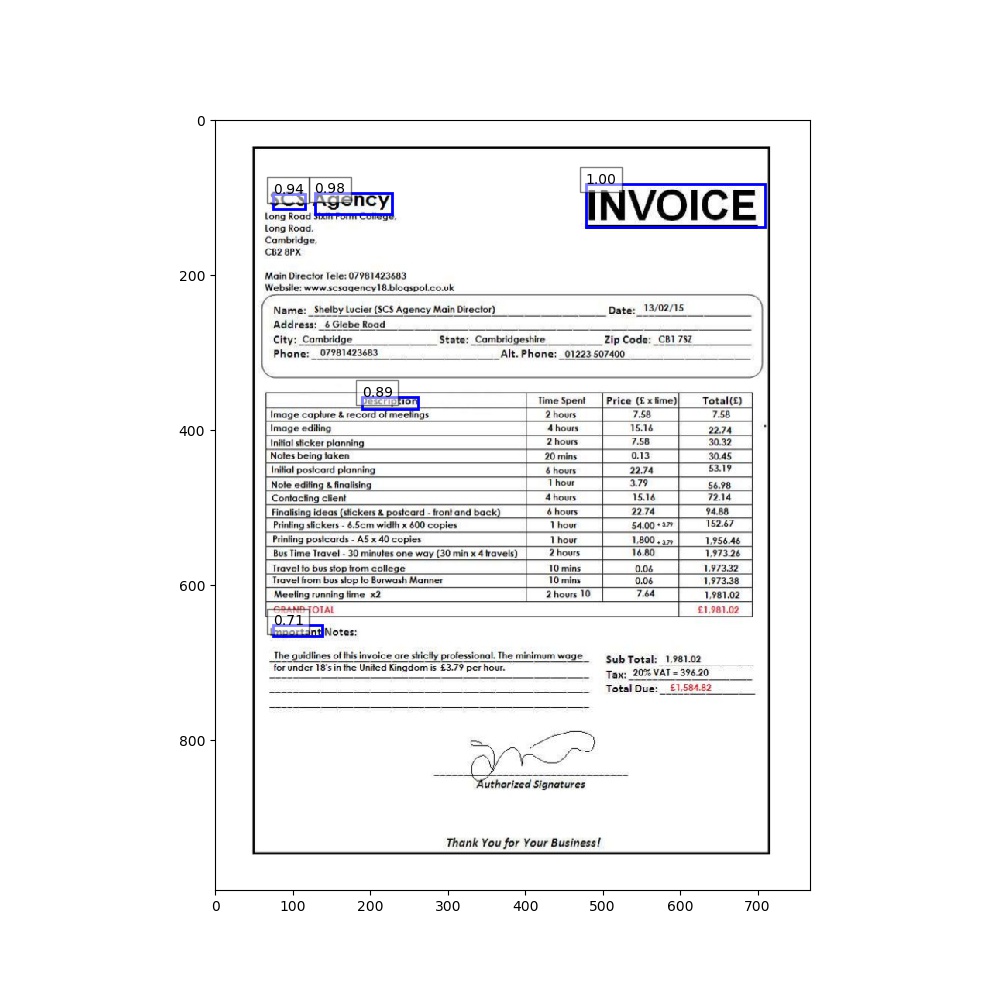 0
200
400
600
800
0 100 200 300 400 500 600 700
0.94 0.98 1.00
SCS Agency INVOICE
Long Road Sixth Form College.
Long Road.
Cambridge.
CB2 8PX
Main Director Tele: 07981423683
Website: www.scsagency18.blogspot.co.uk
Name: Shelby Lucier (SCS Agency Main Director) Date: 13/02/15
Address: 6 Glebe Road
City: Cambridge State: Cambridgeshire Zip Code: CB1 7SZ
Phone: 07981423683 Alt. Phone: 01223 507400
0.89
Description Time Spent Price (£ x time) Total(£)
Image capture & record of meetings 2 hours 7.58 7.58
Image editing 4 hours 15.16 22.74
Initial sticker planning 2 hours 7.58 30.32
Notes being taken 20 mins 0.13 30.45
Initial postcard planning 6 hours 22.74 53.19
Note editing & finalising 1 hour 3.79 56.98
Contacting client 4 hours 15.16 72.14
Finalising ideas (stickers & postcard - front and back) 6 hours 22.74 94.88
Printing stickers - 6.5cm width x 600 copies 1 hour 54.00 + 3.79 152.67
Printing postcards - A5 x 40 copies 1 hour 1,800 + 3.79 1,956.46
Bus Time Travel - 30 minutes one way (30 min x 4 travels) 2 hours 16.80 1,973.26
Travel to bus stop from college 10 mins 0.06 1,973.32
Travel from bus stop to Burwash Manner 10 mins 0.06 1,973.38
Meeting running time x2 2 hours 10 7.64 1,981.02
GRAND TOTAL £1.981.02
0.71
Important Notes:
The guidlines of this invoice are strictly professional. The minimum wage
for under 18's in the United Kingdom is £3.79 per hour.
Sub Total: 1.981.02
Tax: 20% VAT = 396.20
Total Due: £1,584.82
Authorized Signatures
Thank You for Your Business!